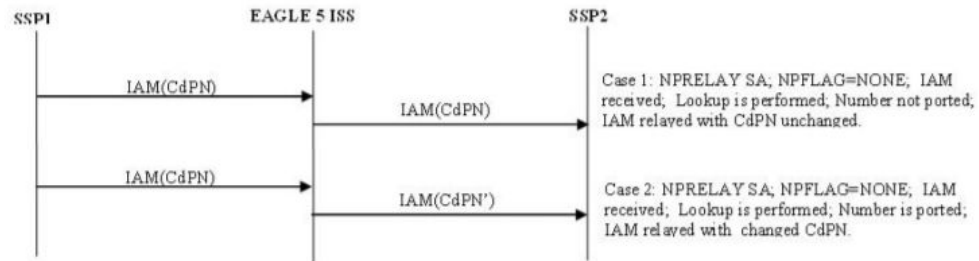 SSP1 EAGLE 5 ISS SSP2
IAM(CdPN)
IAM(CdPN)
Case 1: NPRELAY SA; NPFLAG=NONE; IAM
received; Lookup is performed; Number not ported;
IAM relayed with CdPN unchanged.
IAM(CdPN)
IAM(CdPN’)
Case 2: NPRELAY SA; NPFLAG=NONE; IAM
received; Lookup is performed; Number is ported;
IAM relayed with changed CdPN.